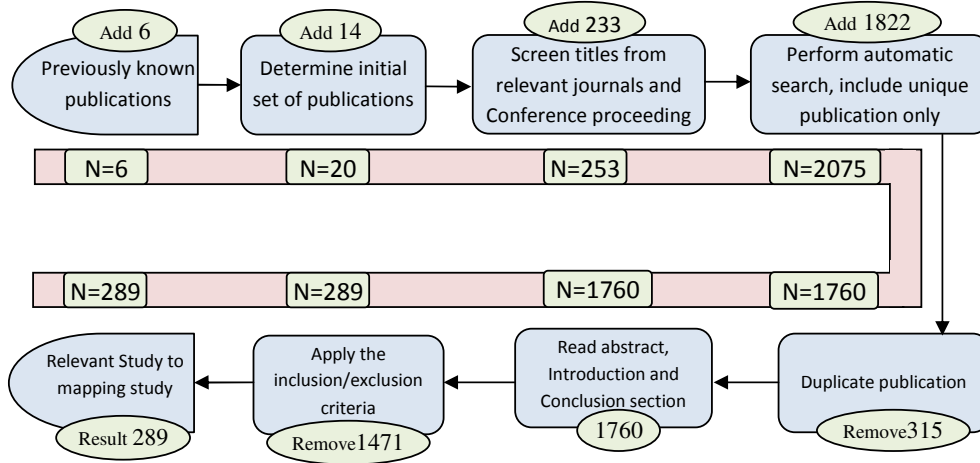 Add 6
Previously known
publications
Add 14
Determine initial
set of publications
Add 233
Screen titles from
relevant journals and
Conference proceeding
Add 1822
Perform automatic
search, include unique
publication only
N=6
N=20
N=253
N=2075
N=289
N=289
N=1760
N=1760
Relevant Study to
mapping study
Result 289
Apply the
inclusion/exclusion
criteria
Remove1471
Read abstract,
Introduction and
Conclusion section
1760
Duplicate publication
Remove315